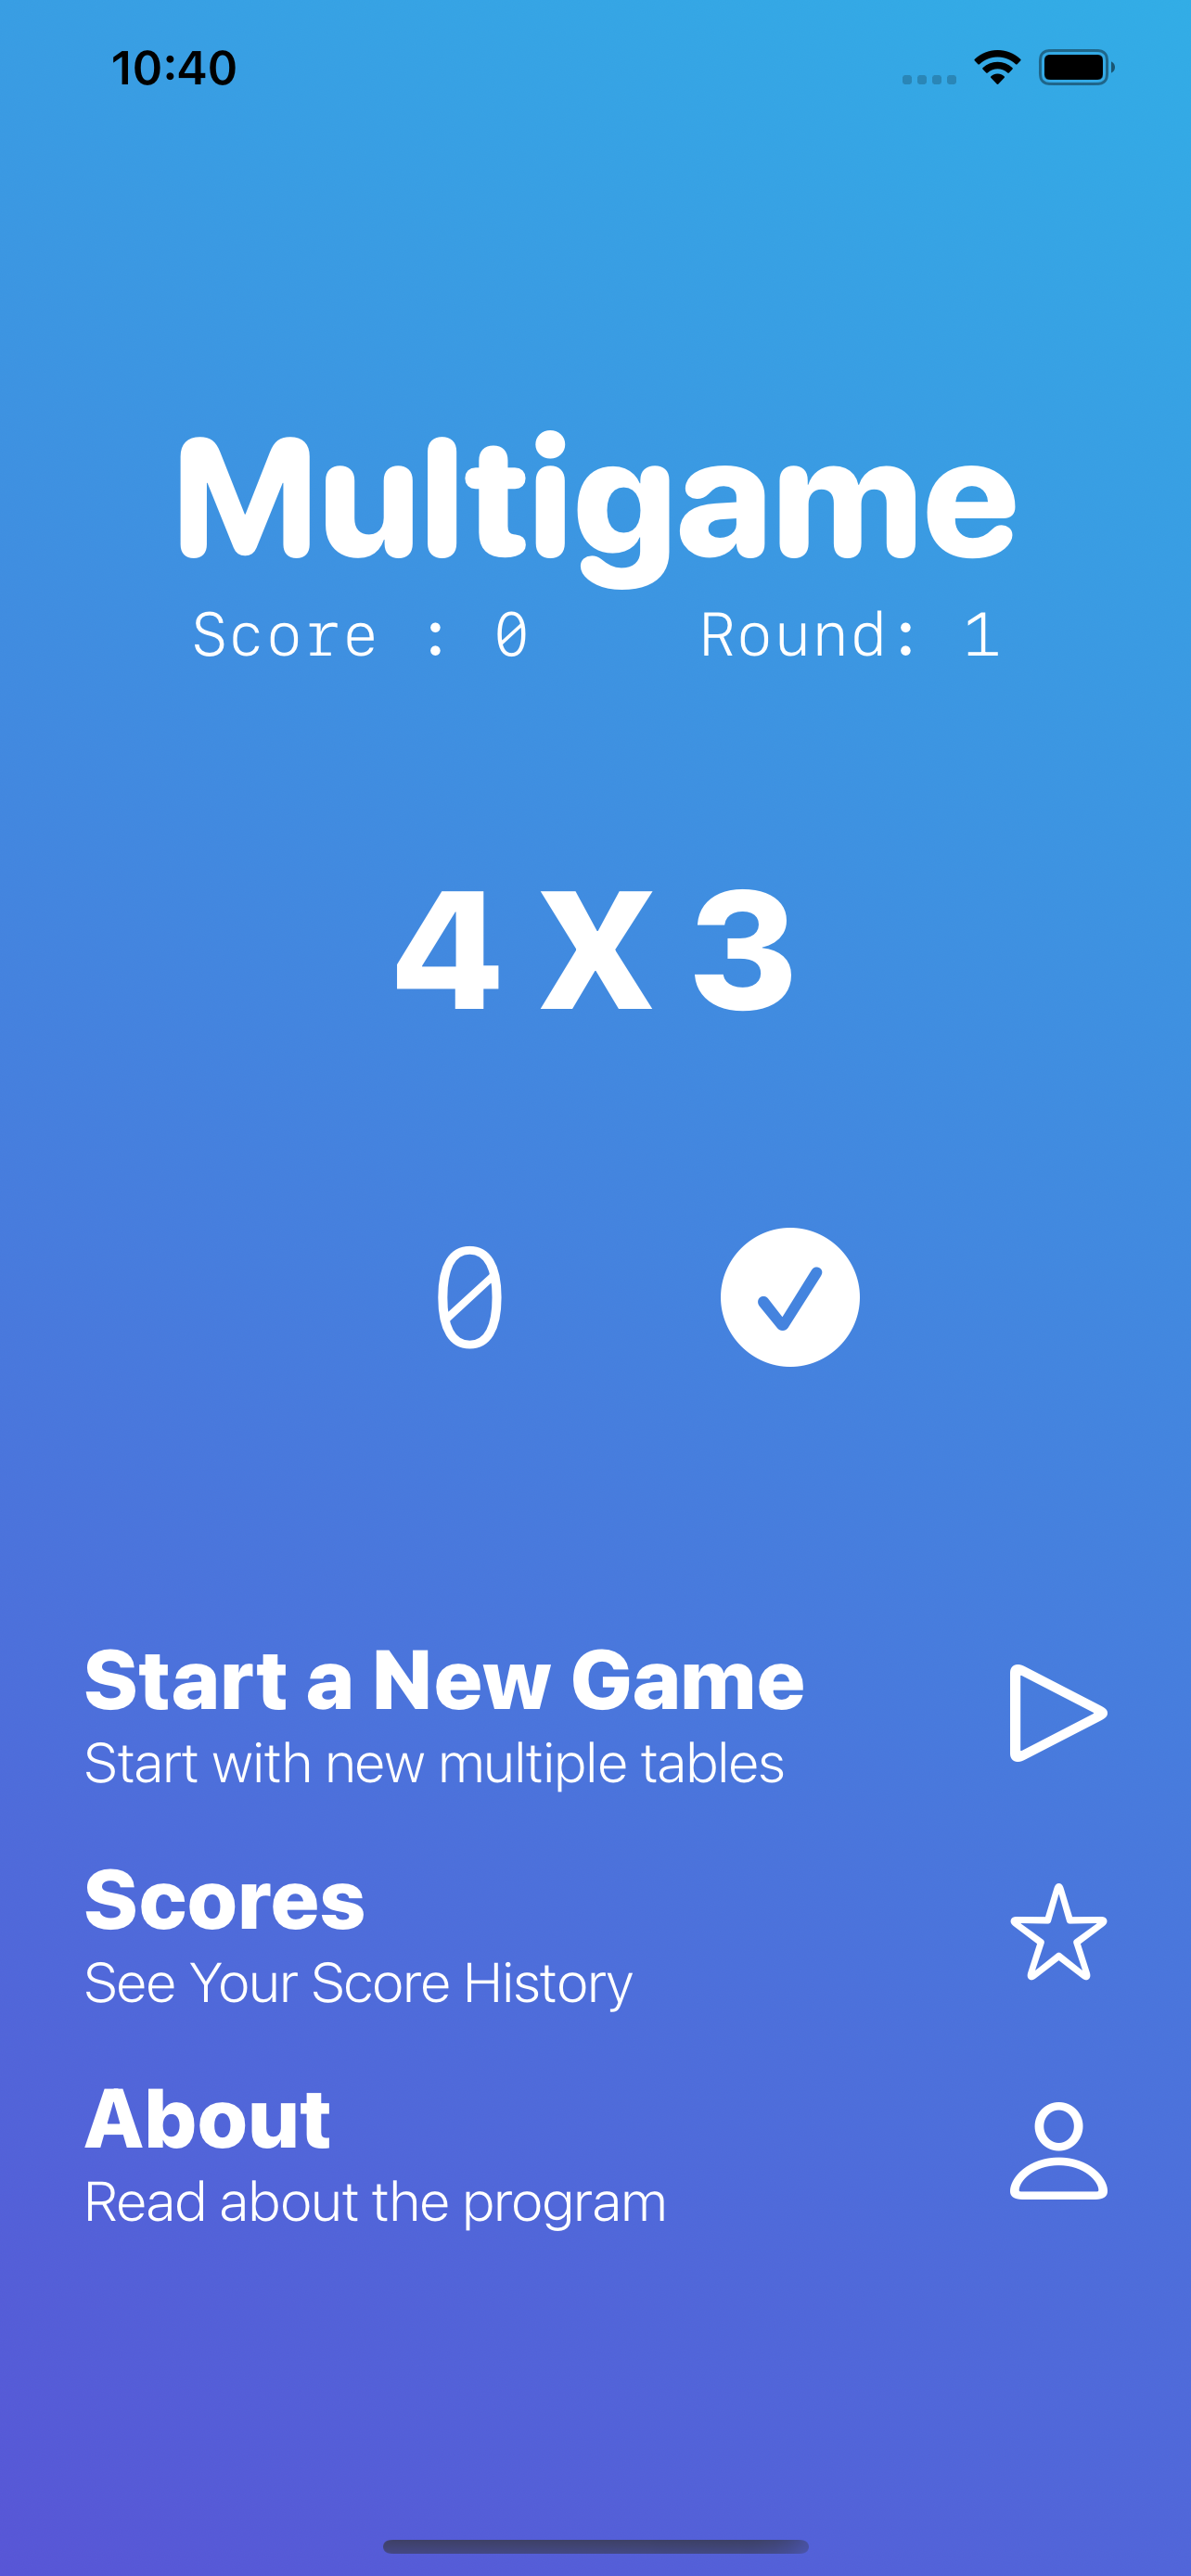 10:40
Multigame
Score : 0 Round: 1
4 X 3
0
Start a New Game
Start with new multiple tables
Scores
See Your Score History
About
Read about the program